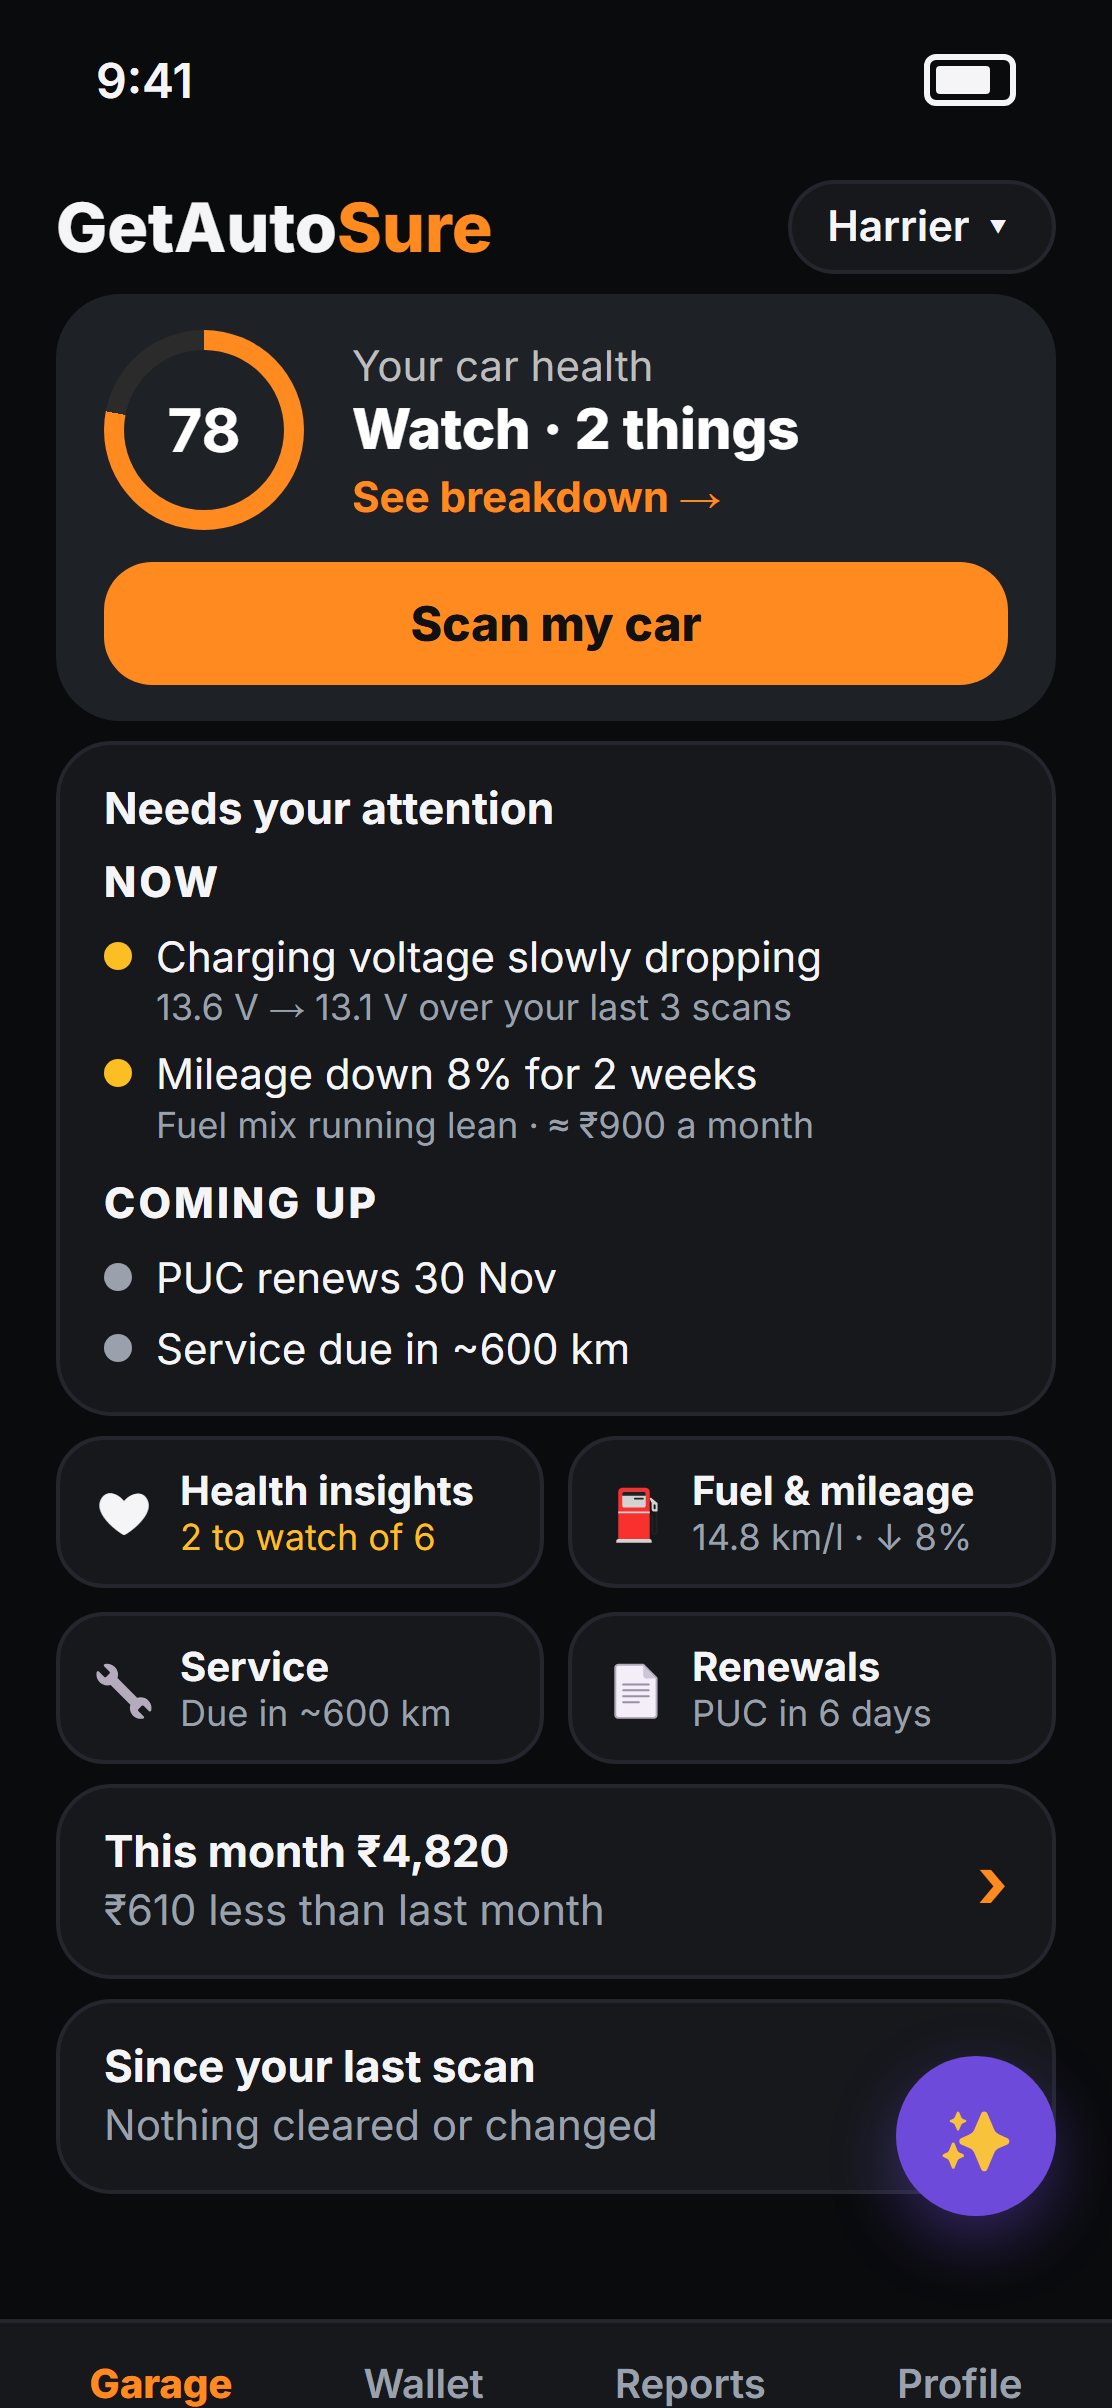 9:41
GetAutoSure
Harrier ▼
78
Your car health
Watch · 2 things
See breakdown →
Scan my car
Needs your attention
NOW
Charging voltage slowly dropping
13.6 V → 13.1 V over your last 3 scans
Mileage down 8% for 2 weeks
Fuel mix running lean · ≈ ₹900 a month
COMING UP
PUC renews 30 Nov
Service due in ~600 km
Health insights
2 to watch of 6
Fuel & mileage
14.8 km/l · ↓ 8%
Service
Due in ~600 km
Renewals
PUC in 6 days
This month ₹4,820
₹610 less than last month
Since your last scan
Nothing cleared or changed
Garage
Wallet
Reports
Profile